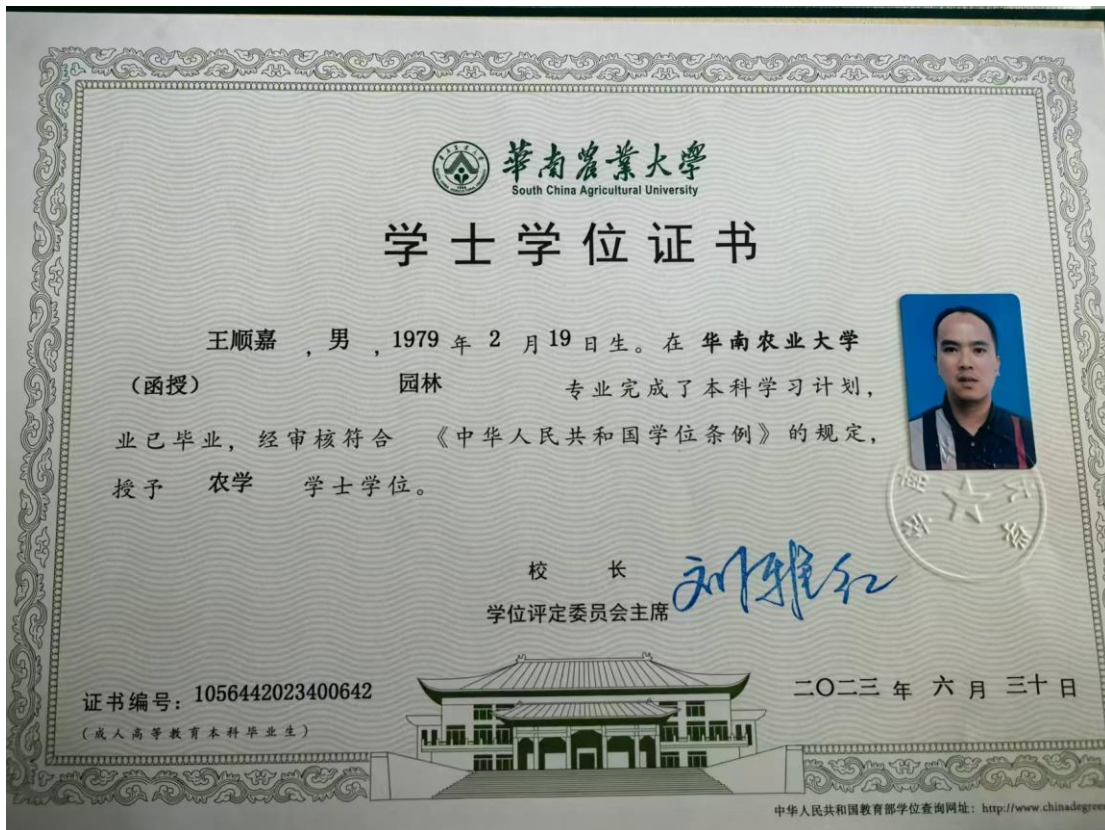 華南農業大學
South China Agricultural University
学士学位证书
王顺嘉 ，男 ，1979 年 2 月 19 日生。在 华南农业大学
（函授） 园林 专业完成了本科学习计划，
业已毕业，经审核符合 《中华人民共和国学位条例》的规定，
授予 农学 学士学位。
校 长
刘雅红
学位评定委员会主席
证书编号：1056442023400642
二〇二三 年 六 月 三十 日
（成人高等教育本科毕业生）
中华人民共和国教育部学位查询网址：http://www.chinadegree